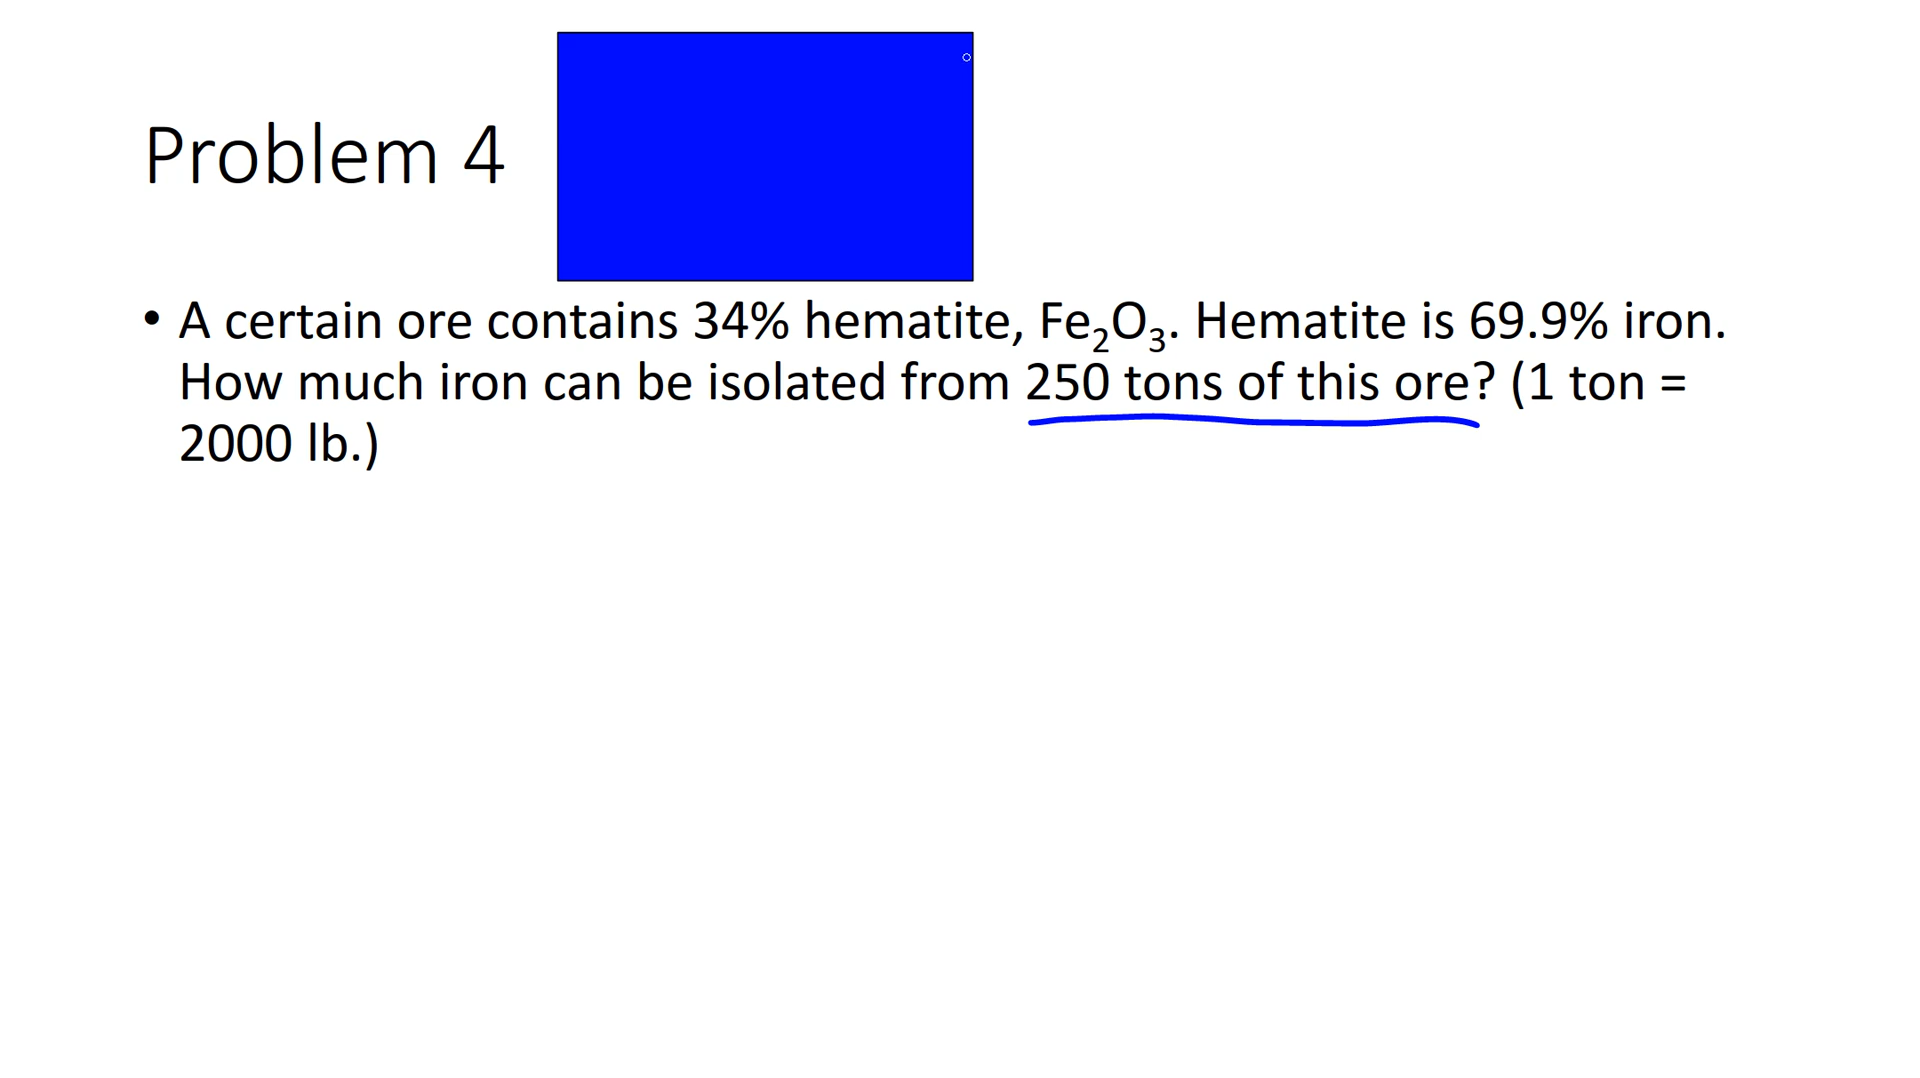 Problem 4
• A certain ore contains 34% hematite, Fe₂O₃. Hematite is 69.9% iron.
How much iron can be isolated from 250 tons of this ore? (1 ton =
2000 lb.)